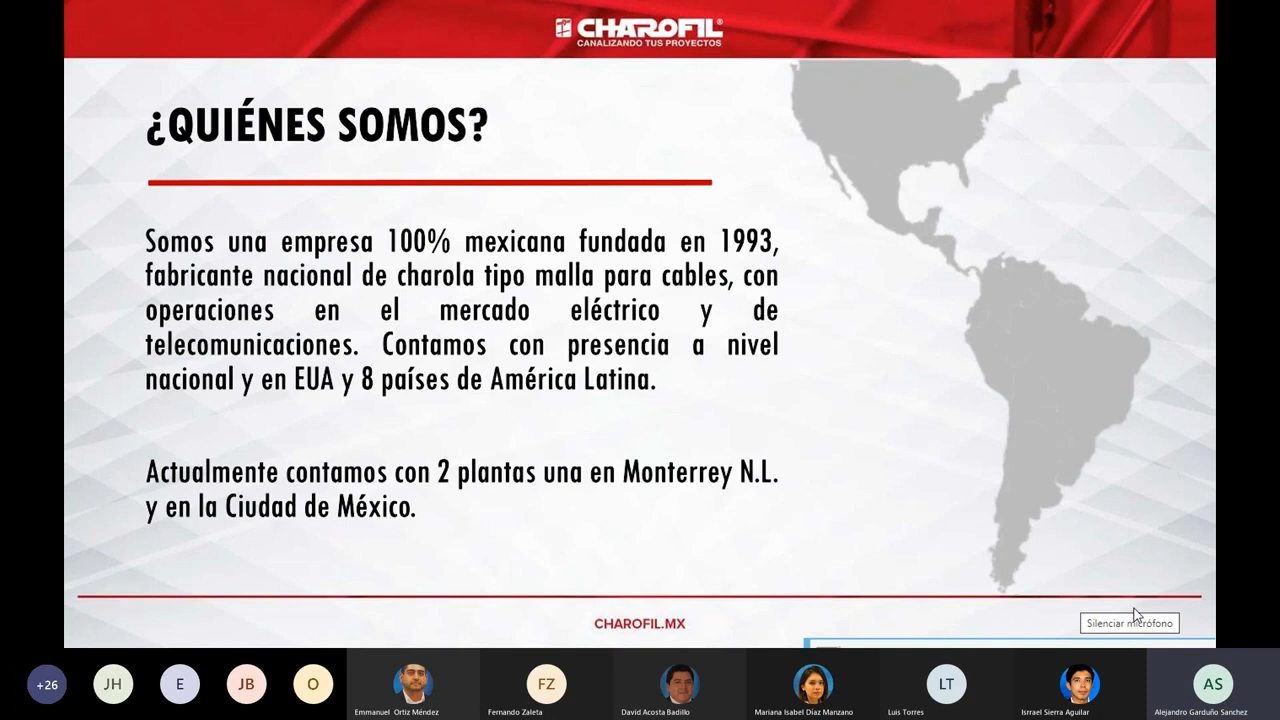 CHAROFIL®
CANALIZANDO TUS PROYECTOS
¿QUIÉNES SOMOS?
Somos una empresa 100% mexicana fundada en 1993,
fabricante nacional de charola tipo malla para cables, con
operaciones en el mercado eléctrico y de
telecomunicaciones. Contamos con presencia a nivel
nacional y en EUA y 8 países de América Latina.
Actualmente contamos con 2 plantas una en Monterrey N.L.
y en la Ciudad de México.
CHAROFIL.MX
Silenciar micrófono
+26
JH
E
JB
O
Emmanuel Ortiz Méndez
FZ
Fernando Zaleta
David Acosta Badillo
Mariana Isabel Díaz Manzano
LT
Luis Torres
Isrrael Sierra Aguilar
AS
Alejandro Garduño Sanchez